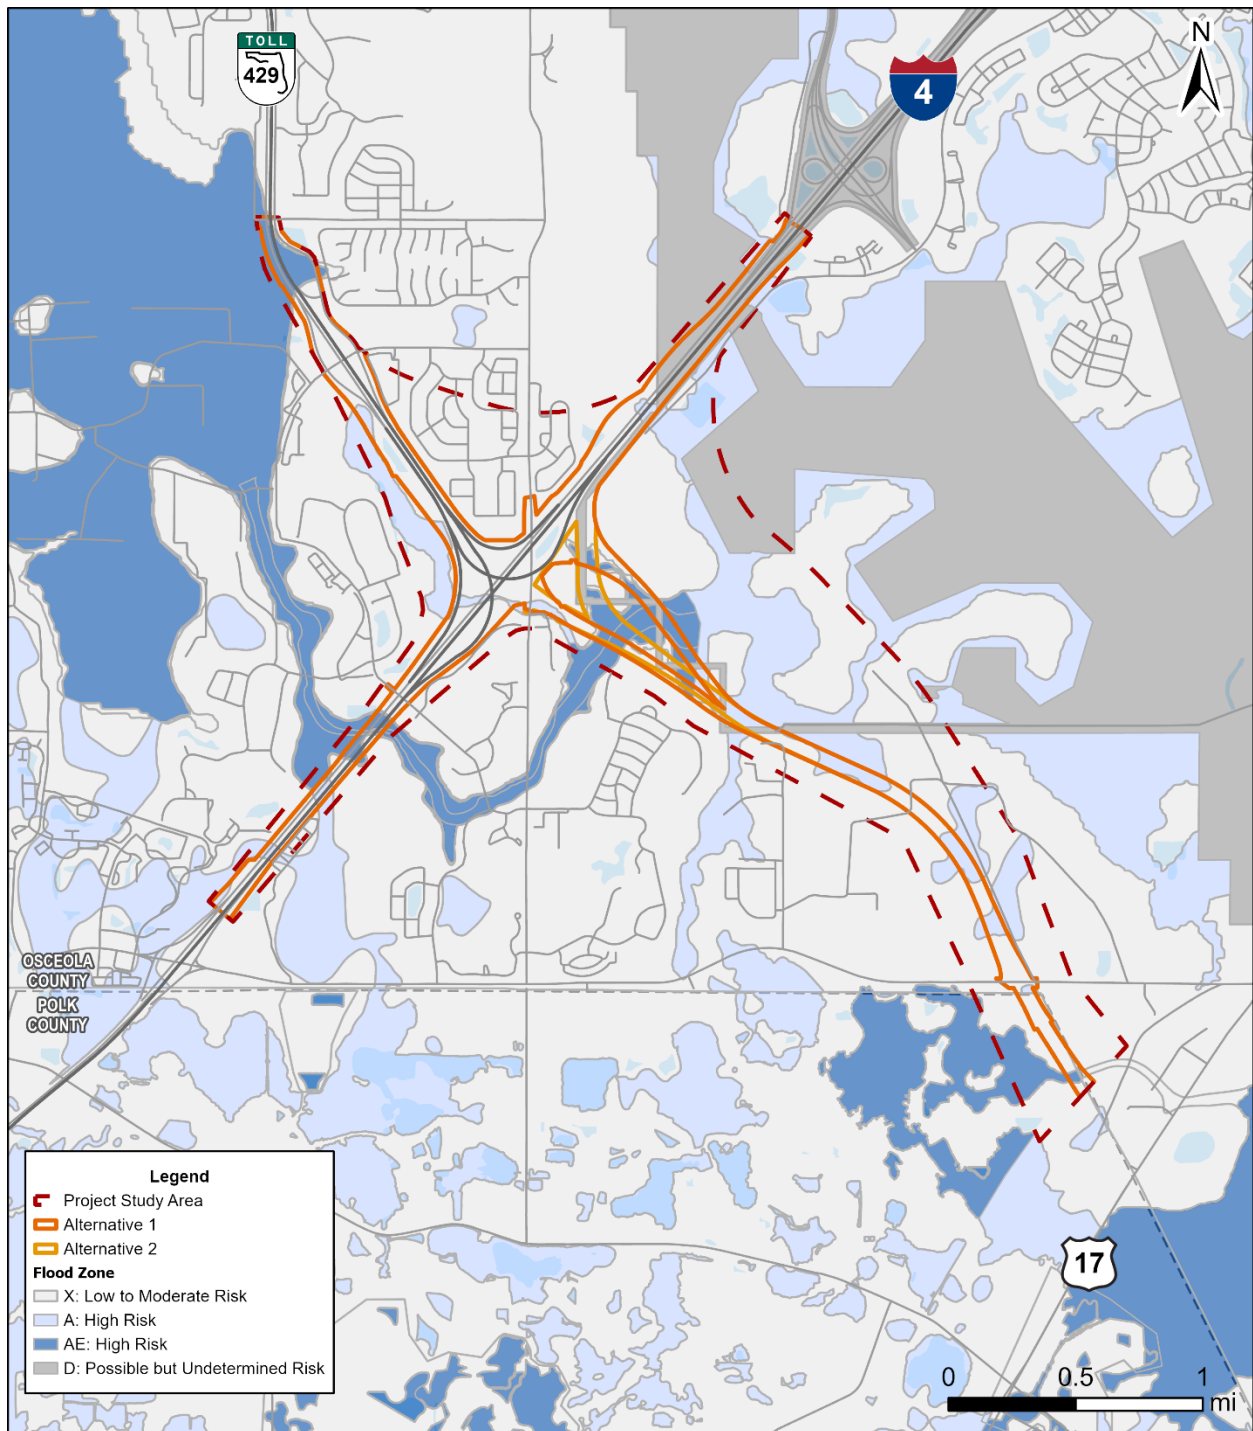 TOLL
429
4
N
OSCEOLA
COUNTY
POLK
COUNTY
Legend
Project Study Area
Alternative 1
Alternative 2
Flood Zone
X: Low to Moderate Risk
A: High Risk
AE: High Risk
D: Possible but Undetermined Risk
17
0 0.5 1
mi